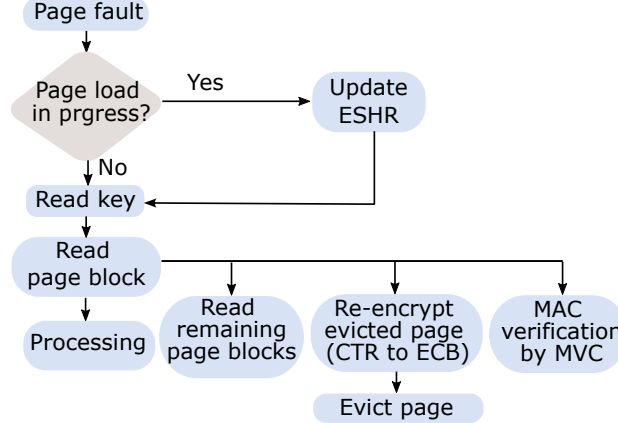 Page fault
Page load
in prgress?
Yes
Update
ESHR
No
Read key
Read
page block
Processing
Read
remaining
page blocks
Re-encrypt
evicted page
(CTR to ECB)
MAC
verification
by MVC
Evict page